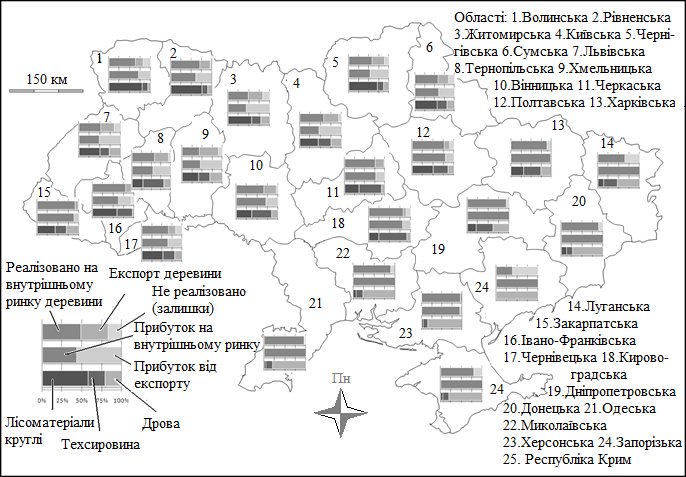 Області: 1.Волинська 2.Рівненська
3.Житомирська 4.Київська 5.Черні-
гівська 6.Сумська 7.Львівська
8.Тернопільська 9.Хмельницька
10.Вінницька 11.Черкаська
12.Полтавська 13.Харківська
150 км
1
2
3
4
5
6
7
8
9
10
11
12
13
14
15
16
17
18
19
20
21
22
23
24
24
Реалізовано на
внутрішньому
ринку деревини
Експорт деревини
Не реалізовано
(залишки)
Прибуток на
внутрішньому ринку
Прибуток від
експорту
0% 25% 50% 75% 100%
Лісоматеріали
круглі
Техсировина
Дрова
Пн
14.Луганська
15.Закарпатська
16.Івано-Франківська
17.Чернівецька 18.Кірово-
градська
19.Дніпропетровська
20.Донецька 21.Одеська
22.Миколаївська
23.Херсонська 24.Запорізька
25. Республіка Крим